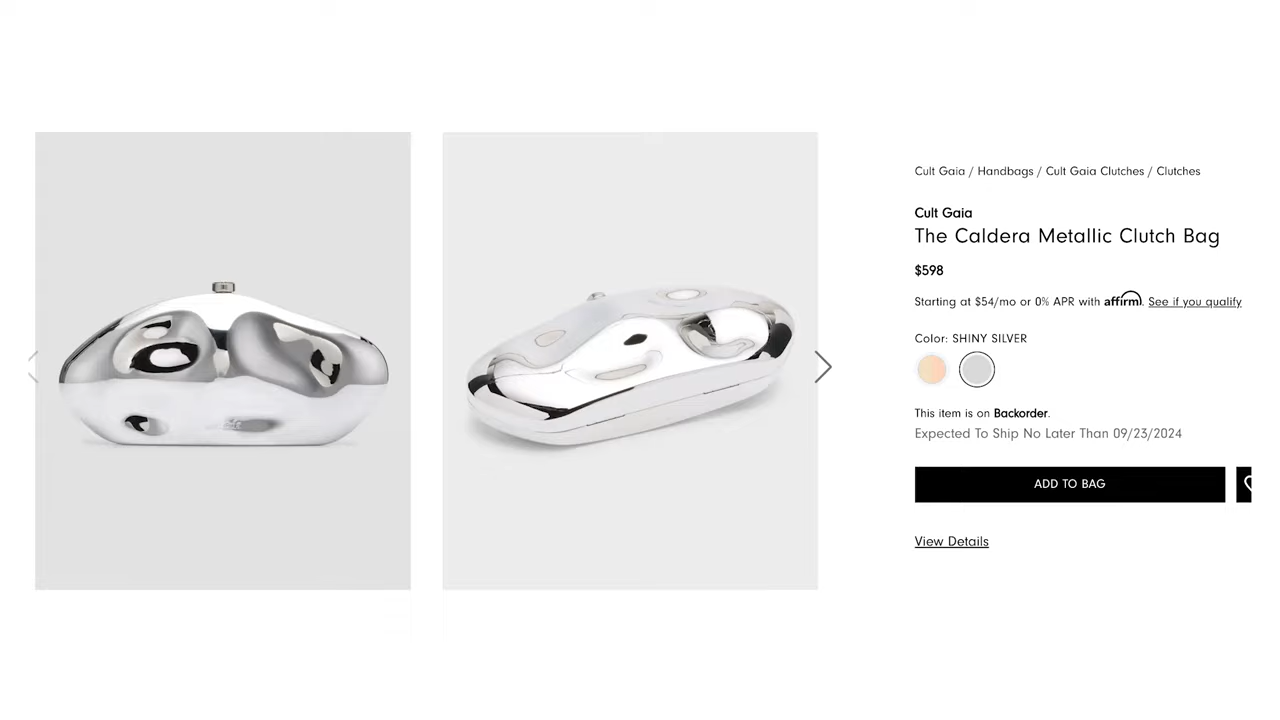 Cult Gaia / Handbags / Cult Gaia Clutches / Clutches
Cult Gaia
The Caldera Metallic Clutch Bag
$598
Starting at $54/mo or 0% APR with affirm. See if you qualify
Color: SHINY SILVER
This item is on Backorder.
Expected To Ship No Later Than 09/23/2024
ADD TO BAG
View Details